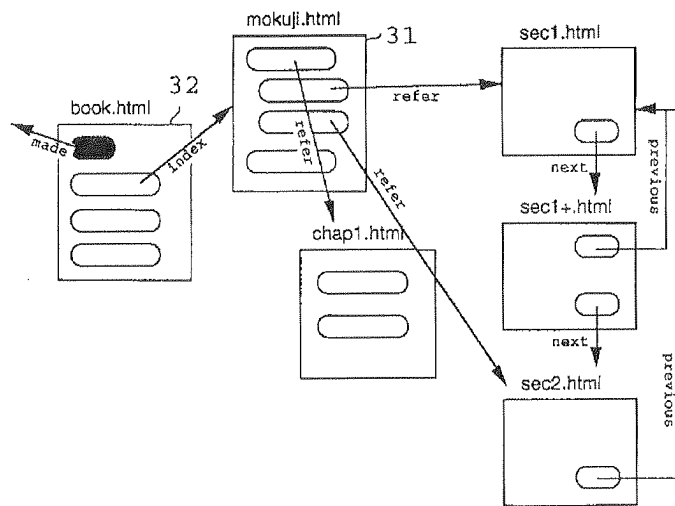 mokuji.html
31
sec1.html
32
book.html
refer
made
index
refer
refer
next
previous
sec1+.html
chap1.html
next
sec2.html
previous